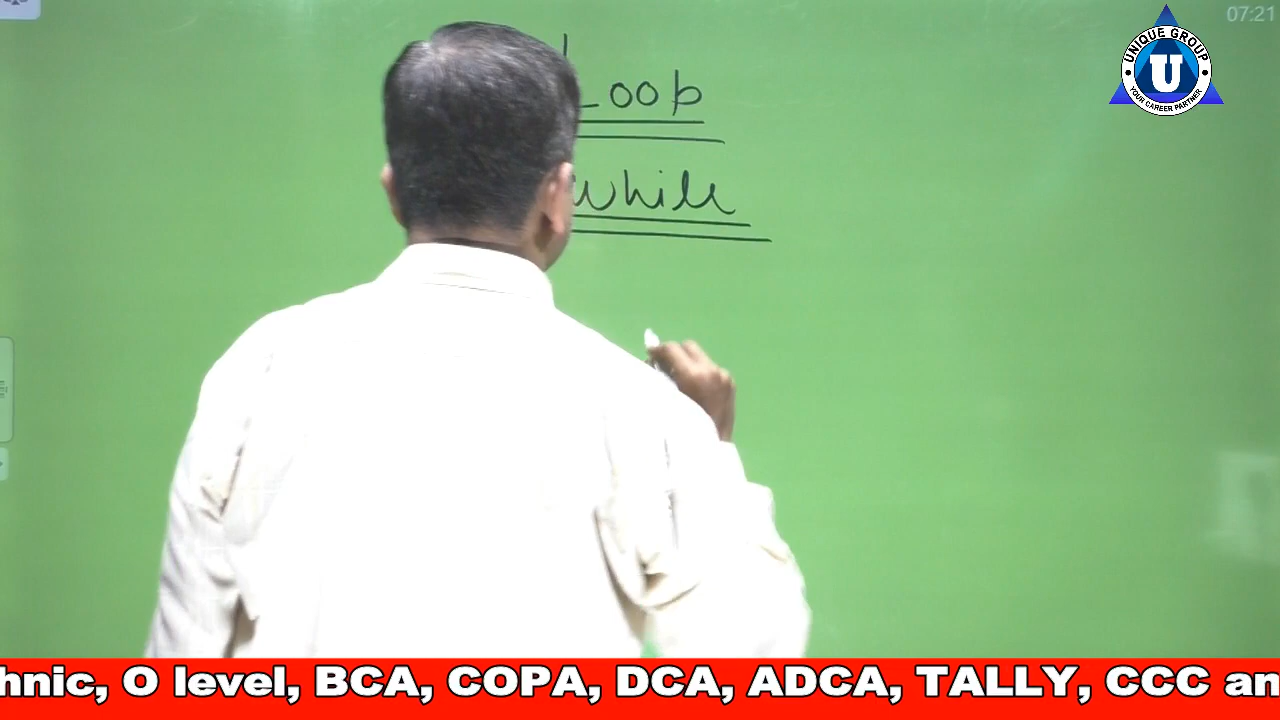 07:21
UNIQUE GROUP
U
YOUR CAREER PARTNER
Loop
while
hnic, O level, BCA, COPA, DCA, ADCA, TALLY, CCC an